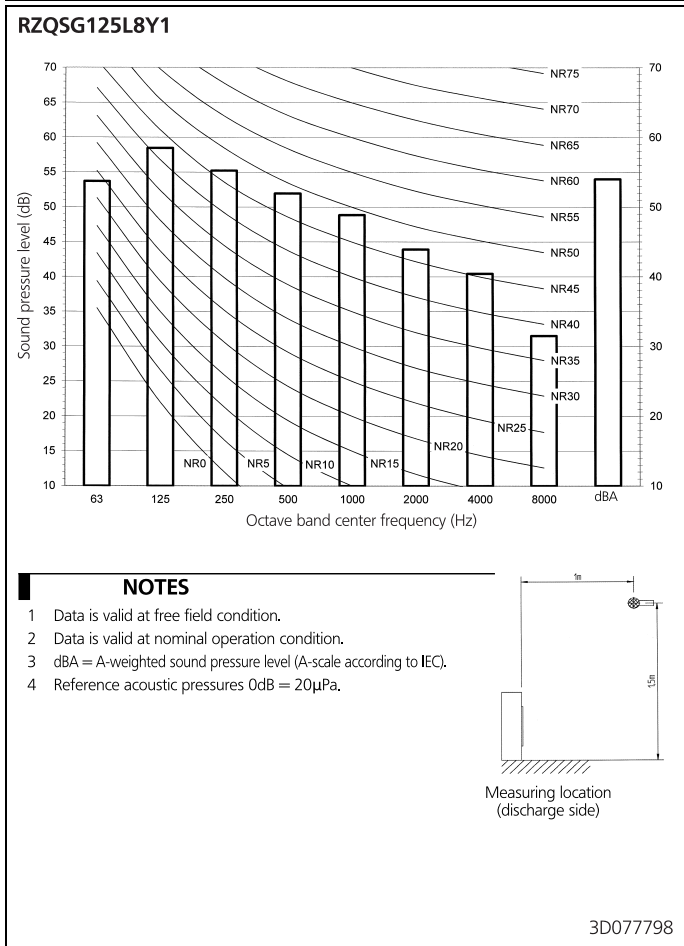 RZQSG125L8Y1
70
65
60
55
50
45
40
35
30
25
20
15
10
Sound pressure level (dB)
70
60
50
40
30
20
10
NR75
NR70
NR65
NR60
NR55
NR50
NR45
NR40
NR35
NR30
NR25
NR20
NR0 NR5 NR10 NR15
63 125 250 500 1000 2000 4000 8000 dBA
Octave band center frequency (Hz)
NOTES
1 Data is valid at free field condition.
2 Data is valid at nominal operation condition.
3 dBA = A-weighted sound pressure level (A-scale according to IEC).
4 Reference acoustic pressures 0dB = 20µPa.
1m
1.5m
Measuring location
(discharge side)
3D077798